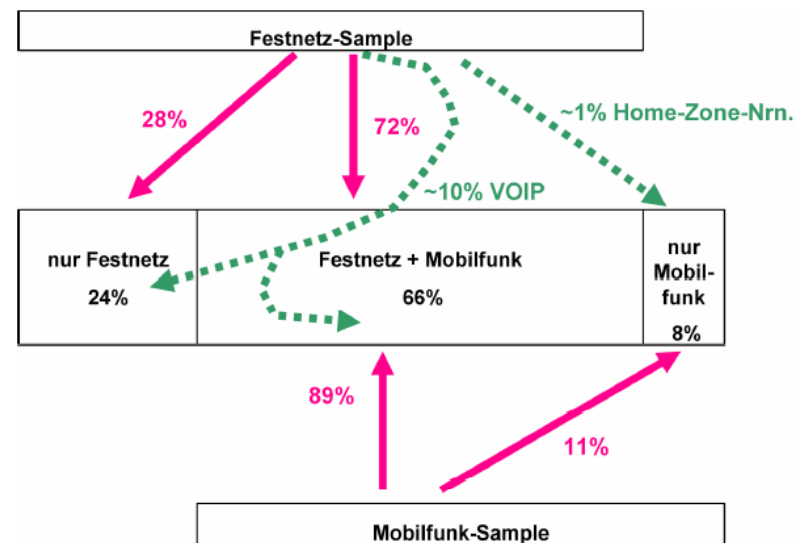 Festnetz-Sample
28%
72%
~1% Home-Zone-Nrn.
~10% VOIP
nur Festnetz
24%
Festnetz + Mobilfunk
66%
nur
Mobil-
funk
8%
89%
11%
Mobilfunk-Sample